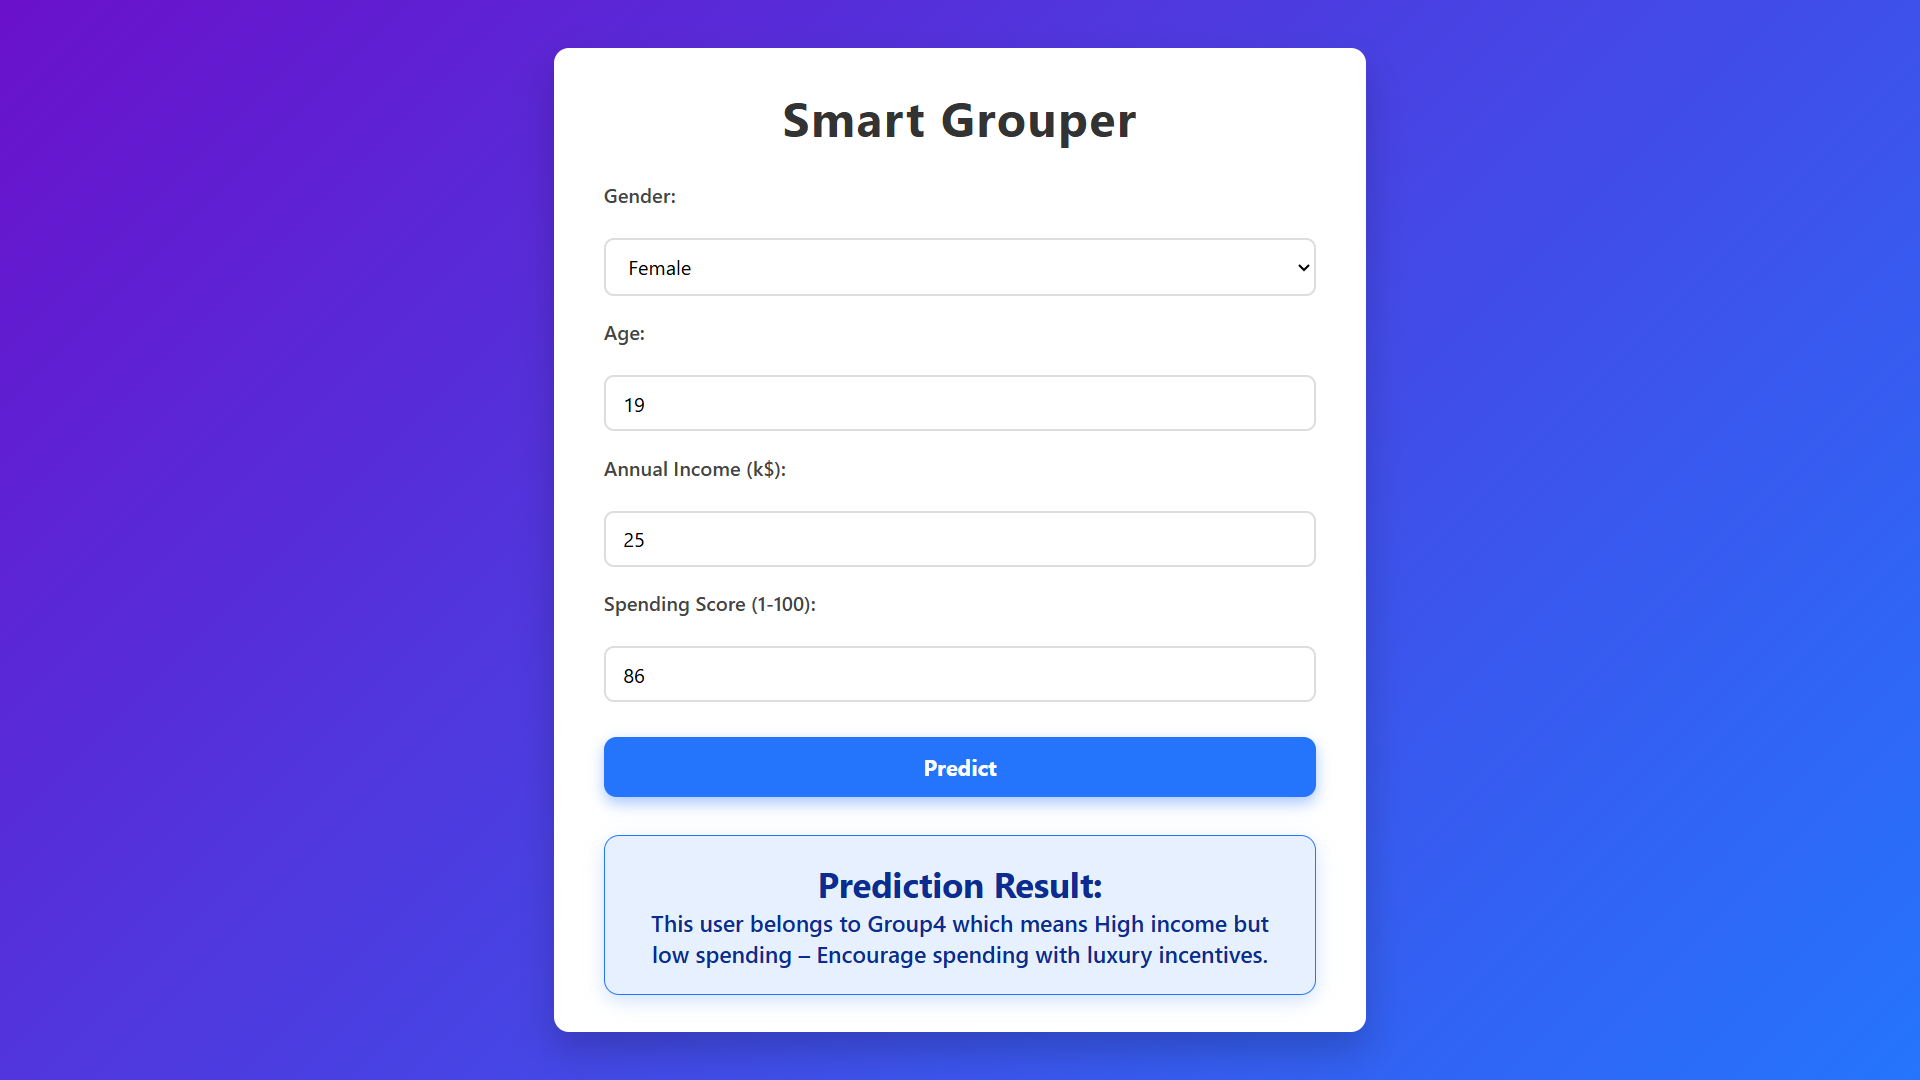 Smart Grouper
Gender:
Female
Age:
19
Annual Income (k$):
25
Spending Score (1-100):
86
Predict
Prediction Result:
This user belongs to Group4 which means High income but
low spending – Encourage spending with luxury incentives.